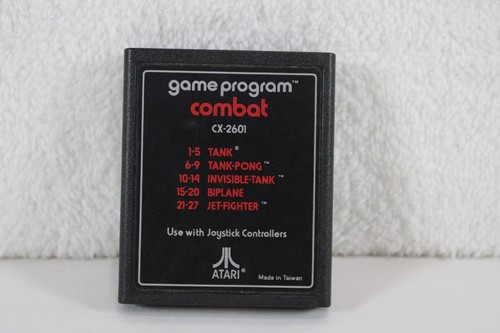 game program™
combat
CX-2601
1-5 TANK®
6-9 TANK-PONG™
10-14 INVISIBLE-TANK™
15-20 BIPLANE
21-27 JET-FIGHTER™
Use with Joystick Controllers
ATARI®
Made in Taiwan